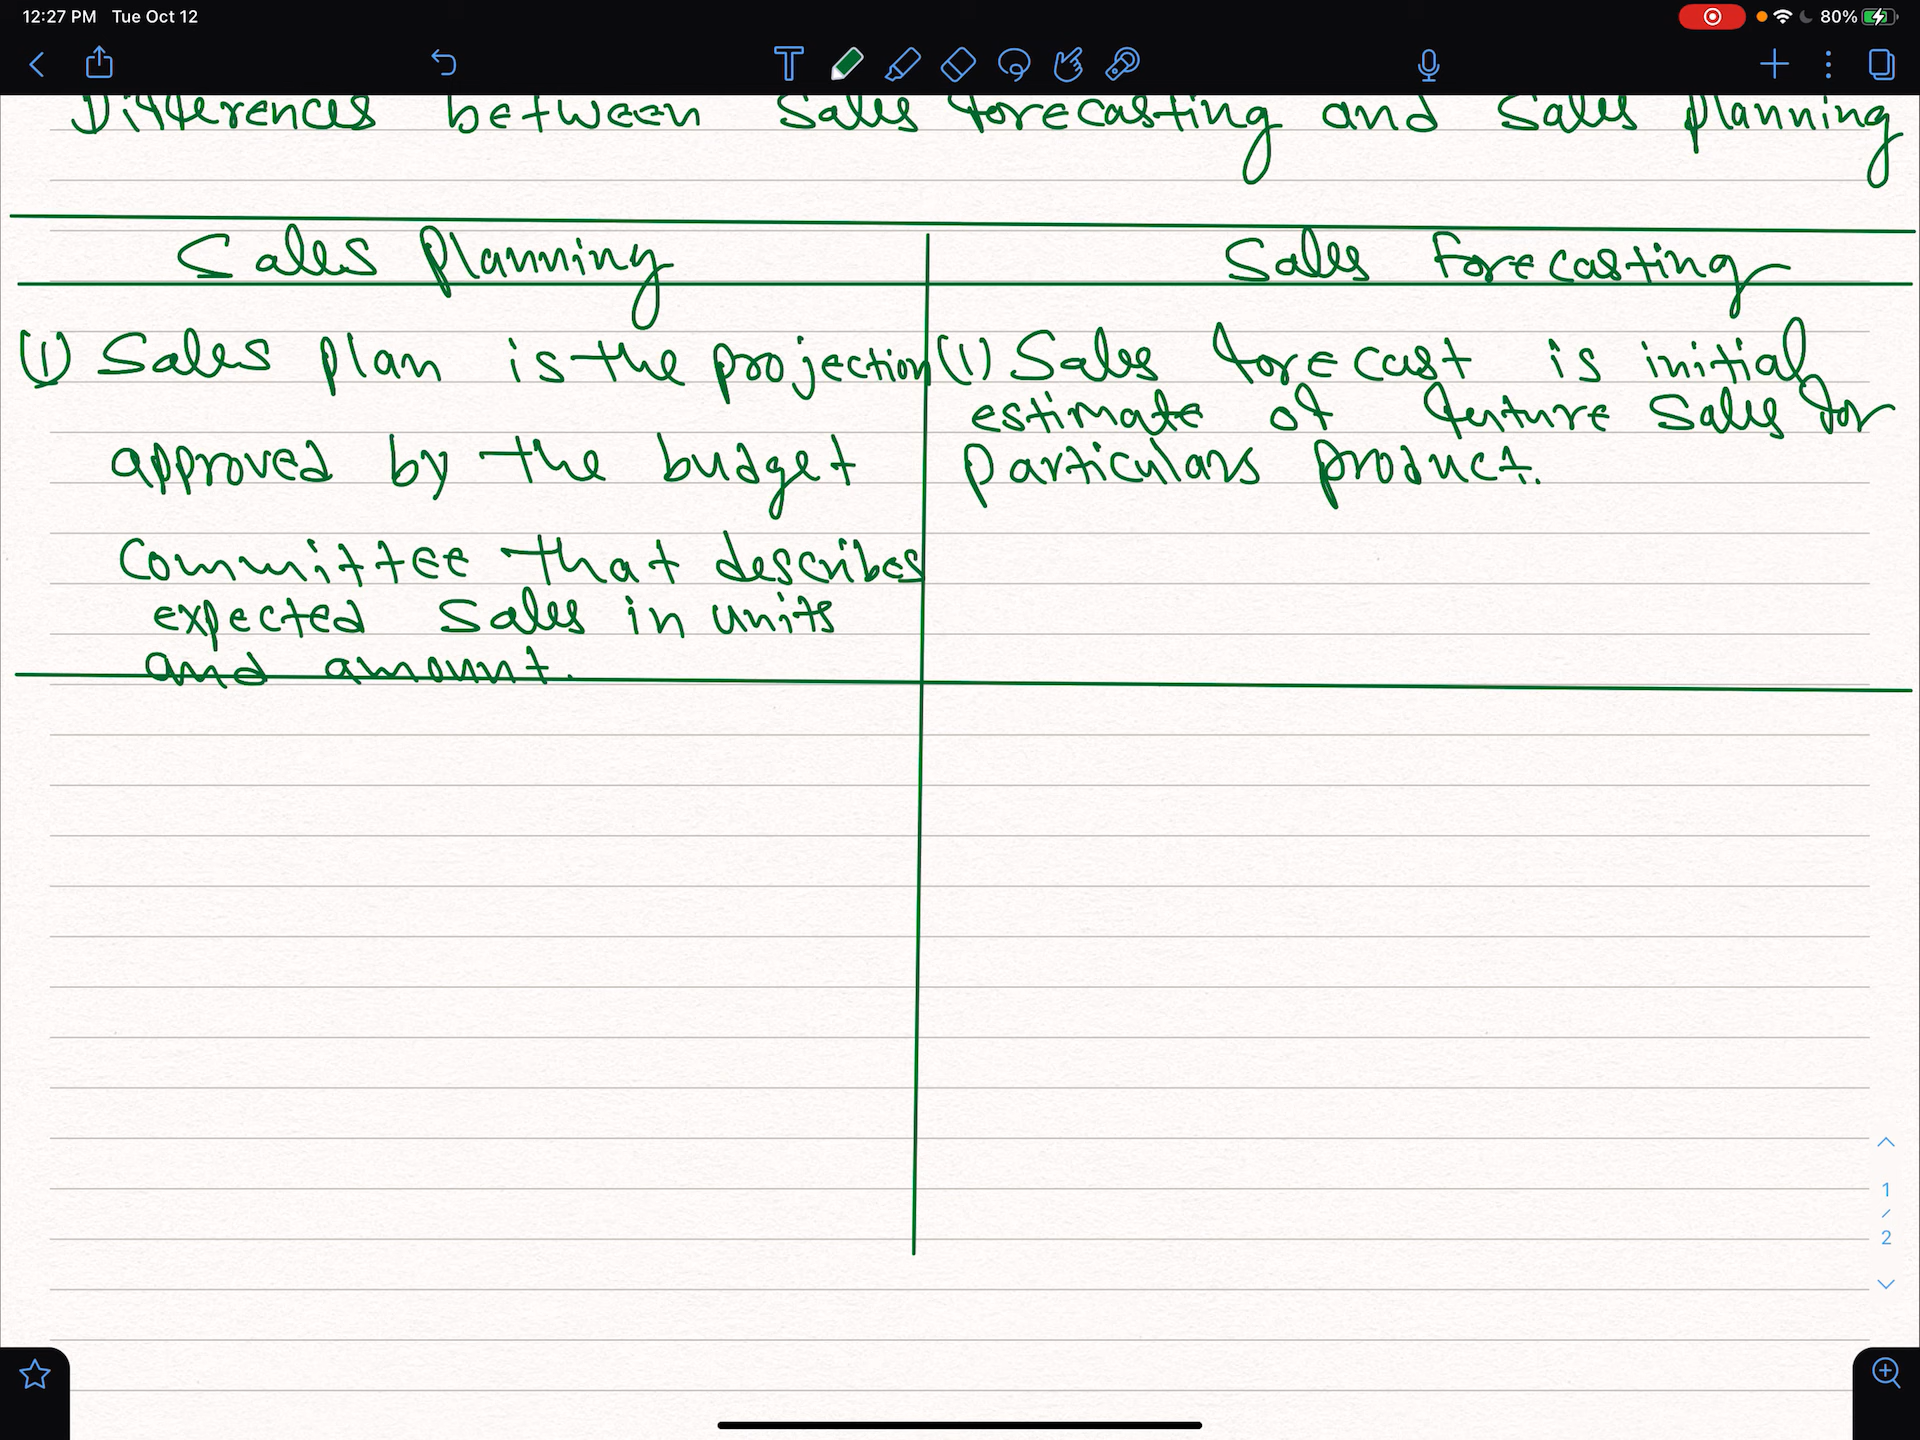 12:27 PM Tue Oct 12
80%
Differences between Sales forecasting and Sales planning
Sales Planning
Sales Forecasting
(1) Sales plan is the projection
approved by the budget
Committee that describes
expected Sales in units
and amount.
(1) Sales forecast is initial
estimate of future Sales for
particulars product.
1
2